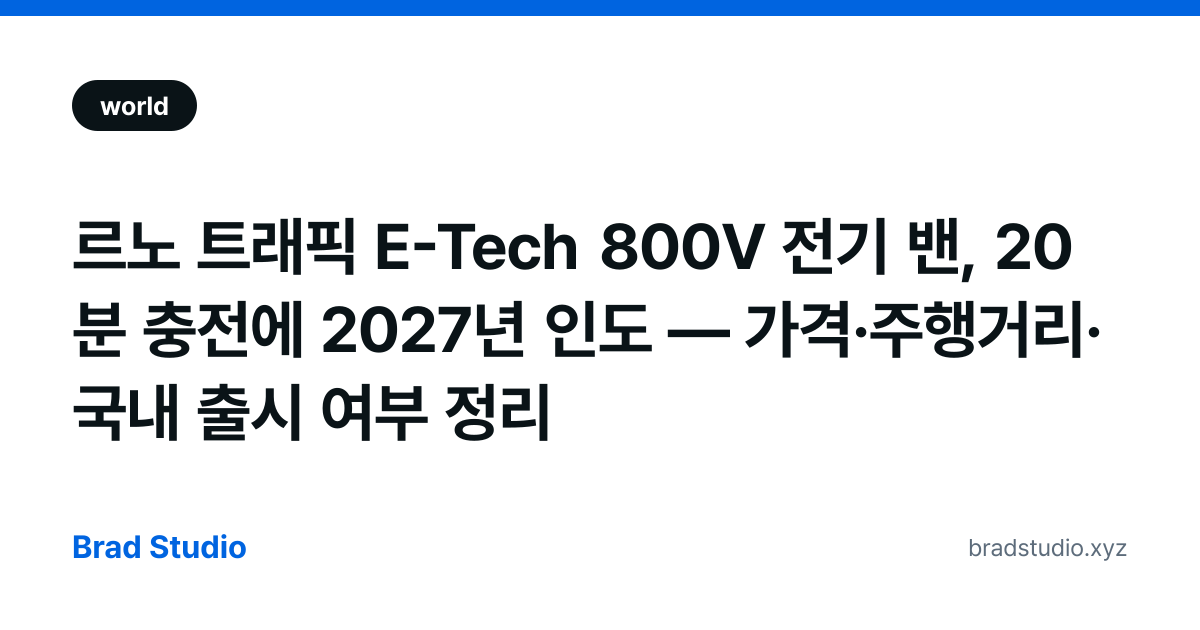 world
르노 트래픽 E-Tech 800V 전기 밴, 20
분 충전에 2027년 인도 — 가격·주행거리·
국내 출시 여부 정리
Brad Studio
bradstudio.xyz